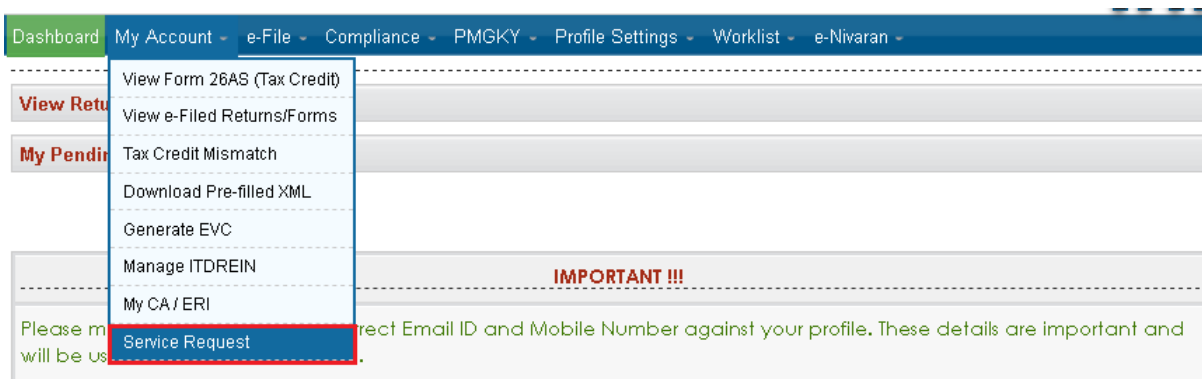 Dashboard My Account e-File Compliance PMGKY Profile Settings Worklist e-Nivaran
View Form 26AS (Tax Credit)
View Retu
View e-Filed Returns/Forms
My Pendin
Tax Credit Mismatch
Download Pre-filled XML
Generate EVC
Manage ITDREIN
IMPORTANT !!!
My CA / ERI
Please m rect Email ID and Mobile Number against your profile. These details are important and
Service Request
will be us .